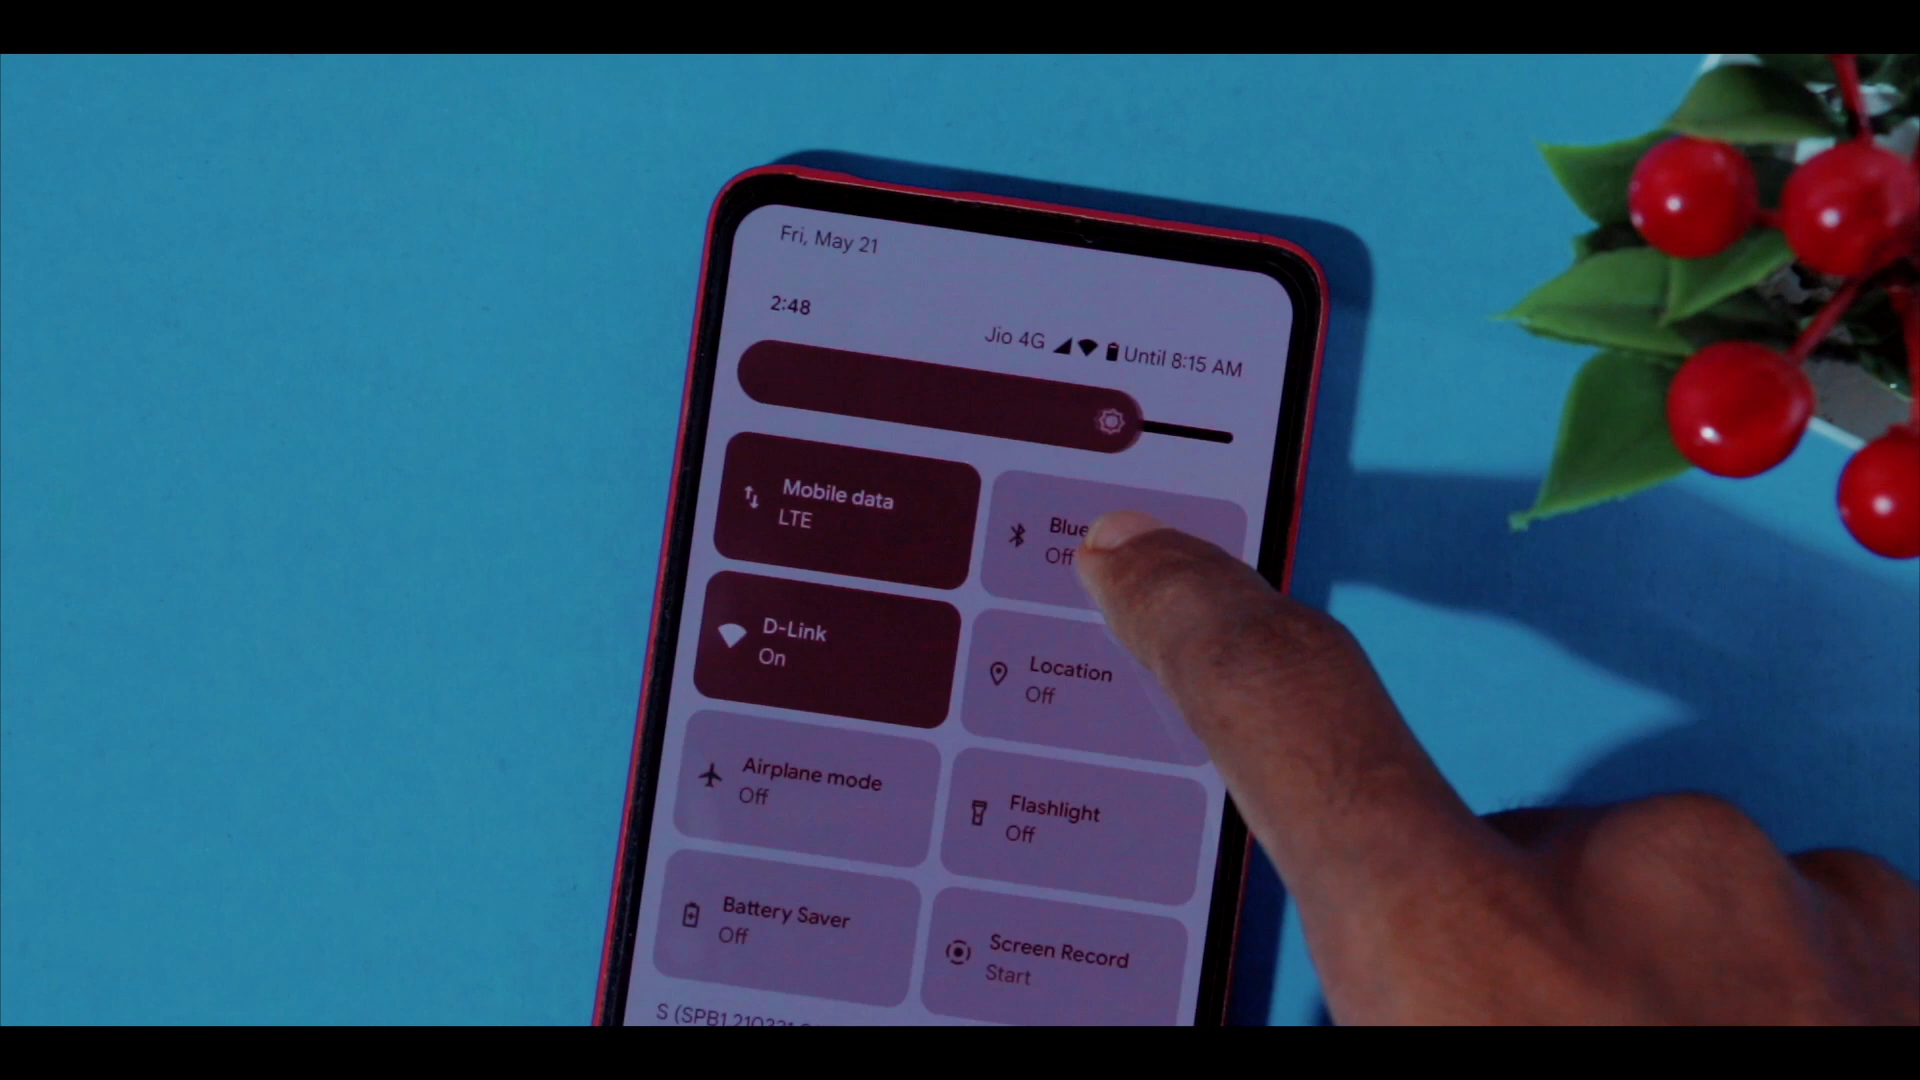 Fri, May 21
2:48
Jio 4G
Until 8:15 AM
Mobile data
LTE
Off
D-Link
On
Location
Off
Airplane mode
Off
Flashlight
Off
Battery Saver
Off
Screen Record
Start
S